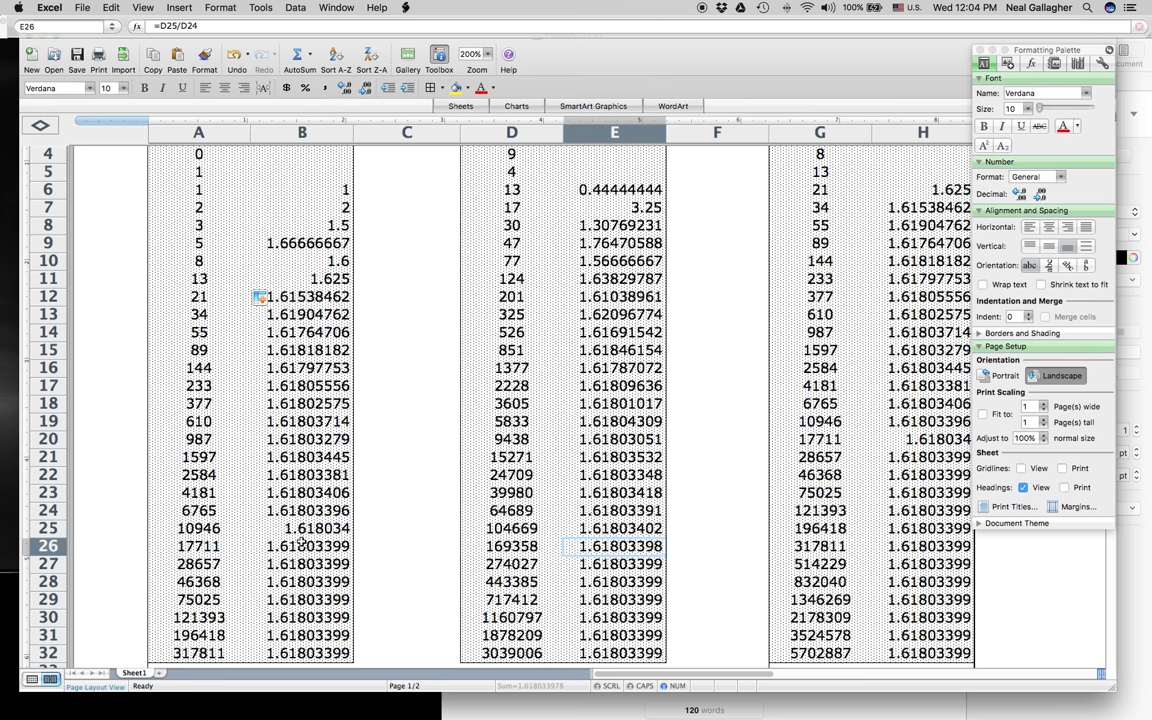 Excel File Edit View Insert Format Tools Data Window Help 100% U.S. Wed 12:04 PM Neal Gallagher
E26 fx =D25/D24
New Open Save Print Import Copy Paste Format Undo Redo AutoSum Sort A-Z Sort Z-A Gallery Toolbox 200% Zoom Help
Verdana 10 B I U
Sheets Charts SmartArt Graphics WordArt
A B C D E F G H
4 0 9 8
5 1 4 13
6 1 1 13 0.44444444 21 1.625
7 2 2 17 3.25 34 1.61538462
8 3 1.5 30 1.30769231 55 1.61904762
9 5 1.66666667 47 1.76470588 89 1.61764706
10 8 1.6 77 1.56666667 144 1.61818182
11 13 1.625 124 1.63829787 233 1.61797753
12 21 1.61538462 201 1.61038961 377 1.61805556
13 34 1.61904762 325 1.62096774 610 1.61802575
14 55 1.61764706 526 1.61691542 987 1.61803714
15 89 1.61818182 851 1.61846154 1597 1.61803279
16 144 1.61797753 1377 1.61787072 2584 1.61803445
17 233 1.61805556 2228 1.61809636 4181 1.61803381
18 377 1.61802575 3605 1.61801017 6765 1.61803406
19 610 1.61803714 5833 1.61804309 10946 1.61803396
20 987 1.61803279 9438 1.61803051 17711 1.618034
21 1597 1.61803445 15271 1.61803532 28657 1.61803399
22 2584 1.61803381 24709 1.61803348 46368 1.61803399
23 4181 1.61803406 39980 1.61803418 75025 1.61803399
24 6765 1.61803396 64689 1.61803391 121393 1.61803399
25 10946 1.618034 104669 1.61803402 196418 1.61803399
26 17711 1.61803399 169358 1.61803398 317811 1.61803399
27 28657 1.61803399 274027 1.61803399 514229 1.61803399
28 46368 1.61803399 443385 1.61803399 832040 1.61803399
29 75025 1.61803399 717412 1.61803399 1346269 1.61803399
30 121393 1.61803399 1160797 1.61803399 2178309 1.61803399
31 196418 1.61803399 1878209 1.61803399 3524578 1.61803399
32 317811 1.61803399 3039006 1.61803399 5702887 1.61803399
Sheet1
Page Layout View Ready Page 1/2 Sum=1.618033978 SCRL CAPS NUM
Formatting Palette
Font
Name: Verdana
Size: 10
B I U ABC A
A2 A2
Number
Format: General
Decimal:
Alignment and Spacing
Horizontal:
Vertical:
Orientation: abc
Wrap text Shrink text to fit
Indentation and Merge
Indent: 0 Merge cells
Borders and Shading
Page Setup
Orientation
Portrait Landscape
Print Scaling
Fit to: 1 Page(s) wide
1 Page(s) tall
Adjust to 100% normal size
Sheet
Gridlines: View Print
Headings: View Print
Print Titles... Margins...
Document Theme
cument
1
pt
pt
120 words